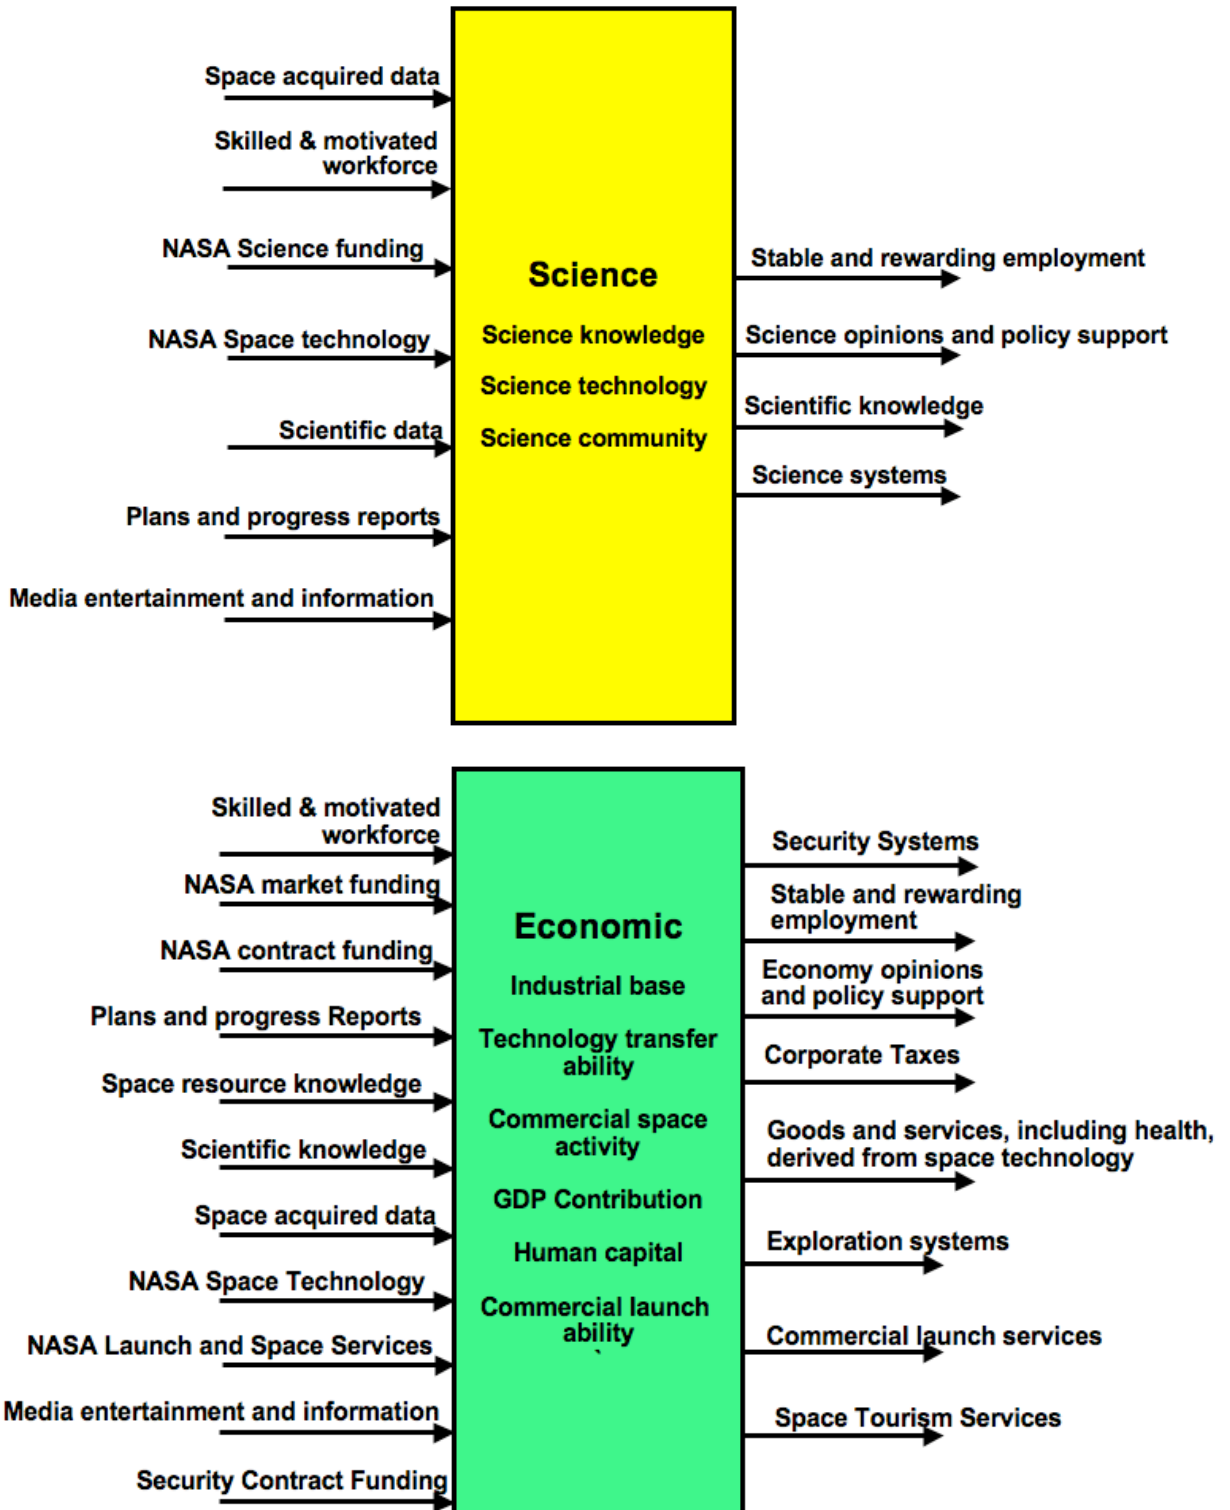 Space acquired data
Skilled & motivated
workforce
NASA Science funding
NASA Space technology
Scientific data
Plans and progress reports
Media entertainment and information
Science
Science knowledge
Science technology
Science community
Stable and rewarding employment
Science opinions and policy support
Scientific knowledge
Science systems
Skilled & motivated
workforce
NASA market funding
NASA contract funding
Plans and progress Reports
Space resource knowledge
Scientific knowledge
Space acquired data
NASA Space Technology
NASA Launch and Space Services
Media entertainment and information
Security Contract Funding
Economic
Industrial base
Technology transfer
ability
Commercial space
activity
GDP Contribution
Human capital
Commercial launch
ability
`
Security Systems
Stable and rewarding
employment
Economy opinions
and policy support
Corporate Taxes
Goods and services, including health,
derived from space technology
Exploration systems
Commercial launch services
Space Tourism Services